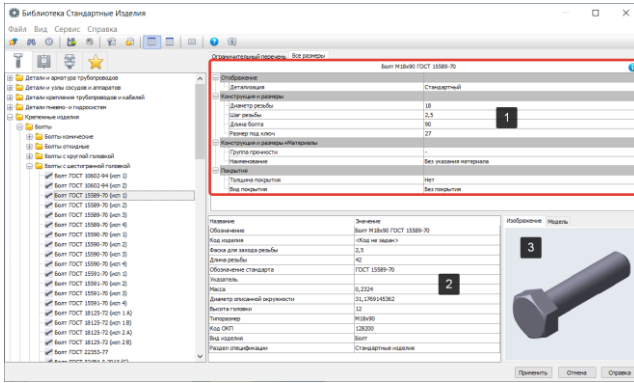 Библиотека Стандартные Изделия
Файл Вид Сервис Справка
Ограничительный перечень Все размеры
Детали и арматура трубопроводов
Детали и узлы сосудов и аппаратов
Детали крепления трубопроводов и кабелей
Детали пневмо- и гидросистем
Крепежные изделия
Болты
Болты конические
Болты откидные
Болты с круглой головкой
Болты с шестигранной головкой
Болт ГОСТ 10602-94 (исп 1)
Болт ГОСТ 10602-94 (исп 2)
Болт ГОСТ 15589-70 (исп 1)
Болт ГОСТ 15589-70 (исп 2)
Болт ГОСТ 15589-70 (исп 3)
Болт ГОСТ 15589-70 (исп 4)
Болт ГОСТ 15590-70 (исп 1)
Болт ГОСТ 15590-70 (исп 2)
Болт ГОСТ 15590-70 (исп 3)
Болт ГОСТ 15590-70 (исп 4)
Болт ГОСТ 15591-70 (исп 1)
Болт ГОСТ 15591-70 (исп 2)
Болт ГОСТ 15591-70 (исп 3)
Болт ГОСТ 15591-70 (исп 4)
Болт ГОСТ 18125-72 (исп 1 А)
Болт ГОСТ 18125-72 (исп 1 В)
Болт ГОСТ 18125-72 (исп 2 А)
Болт ГОСТ 18125-72 (исп 2 В)
Болт ГОСТ 22353-77
Болт М18х90 ГОСТ 15589-70
Отображение
Детализация Стандартный
Конструкция и размеры
Диаметр резьбы 18
Шаг резьбы 2,5
Длина болта 90
Размер под ключ 27
1
Конструкция и размеры»Материалы
Группа прочности -
Наименование Без указания материала
Покрытия
Толщина покрытия Нет
Вид покрытия Без покрытия
Название Значение
Обозначение Болт М18х90 ГОСТ 15589-70
Код изделия <Код не задан>
Фаска для захода резьбы 2,5
Длина резьбы 42
Обозначение стандарта ГОСТ 15589-70
Указатель
Масса 0,2324
Диаметр описанной окружности 31,1769145362
Высота головки 12
Типоразмер М18х90
Код ОКП 128200
Вид изделия Болт
Раздел спецификации Стандартные изделия
2
Изображение Модель
3
Применить Отмена Справка